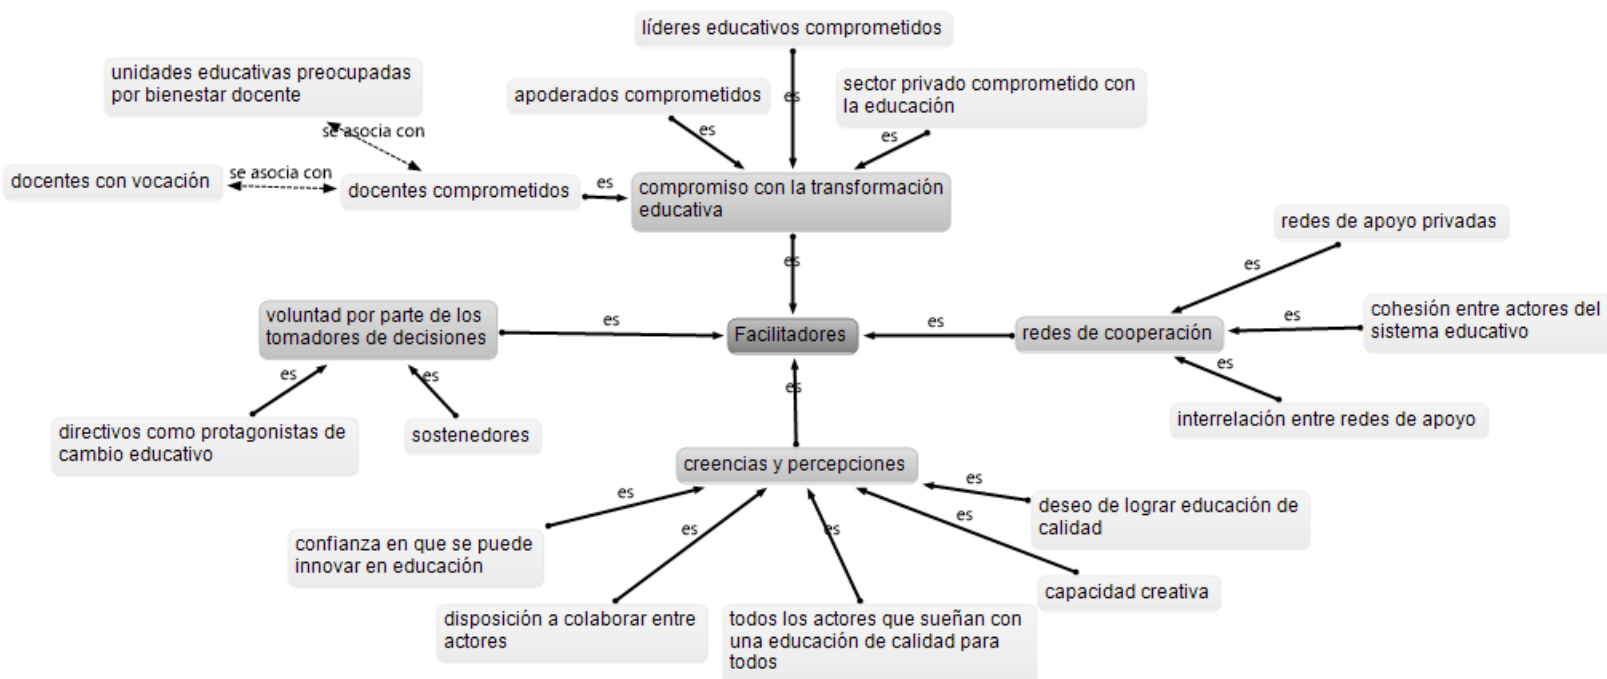 líderes educativos comprometidos
unidades educativas preocupadas
por bienestar docente
apoderados comprometidos
es
sector privado comprometido con
la educación
se asocia con
es
es
docentes con vocación
se asocia con
docentes comprometidos
es
compromiso con la transformación
educativa
redes de apoyo privadas
es
es
voluntad por parte de los
tomadores de decisiones
es
Facilitadores
es
redes de cooperación
es
cohesión entre actores del
sistema educativo
es
es
es
es
directivos como protagonistas de
cambio educativo
sostenedores
interrelación entre redes de apoyo
creencias y percepciones
es
es
deseo de lograr educación de
calidad
confianza en que se puede
innovar en educación
es
es
es
capacidad creativa
disposición a colaborar entre
actores
todos los actores que sueñan con
una educación de calidad para
todos